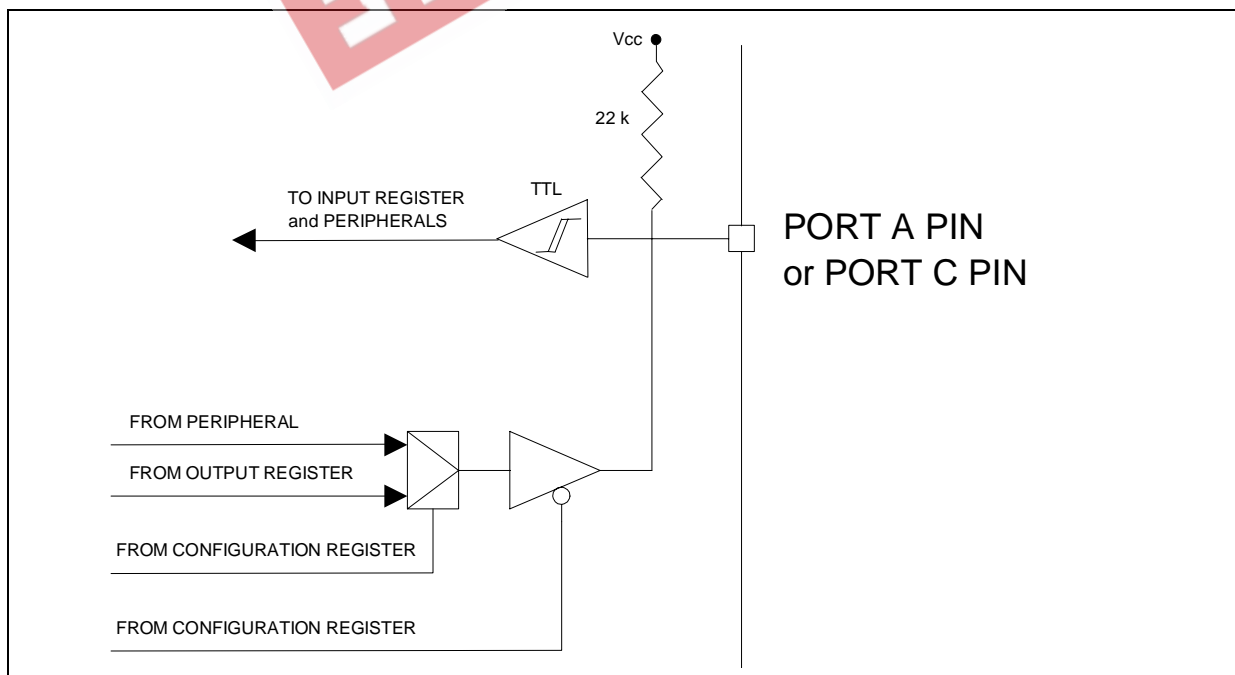 Vcc
22 k
TTL
TO INPUT REGISTER
and PERIPHERALS
PORT A PIN
or PORT C PIN
FROM PERIPHERAL
FROM OUTPUT REGISTER
FROM CONFIGURATION REGISTER
FROM CONFIGURATION REGISTER